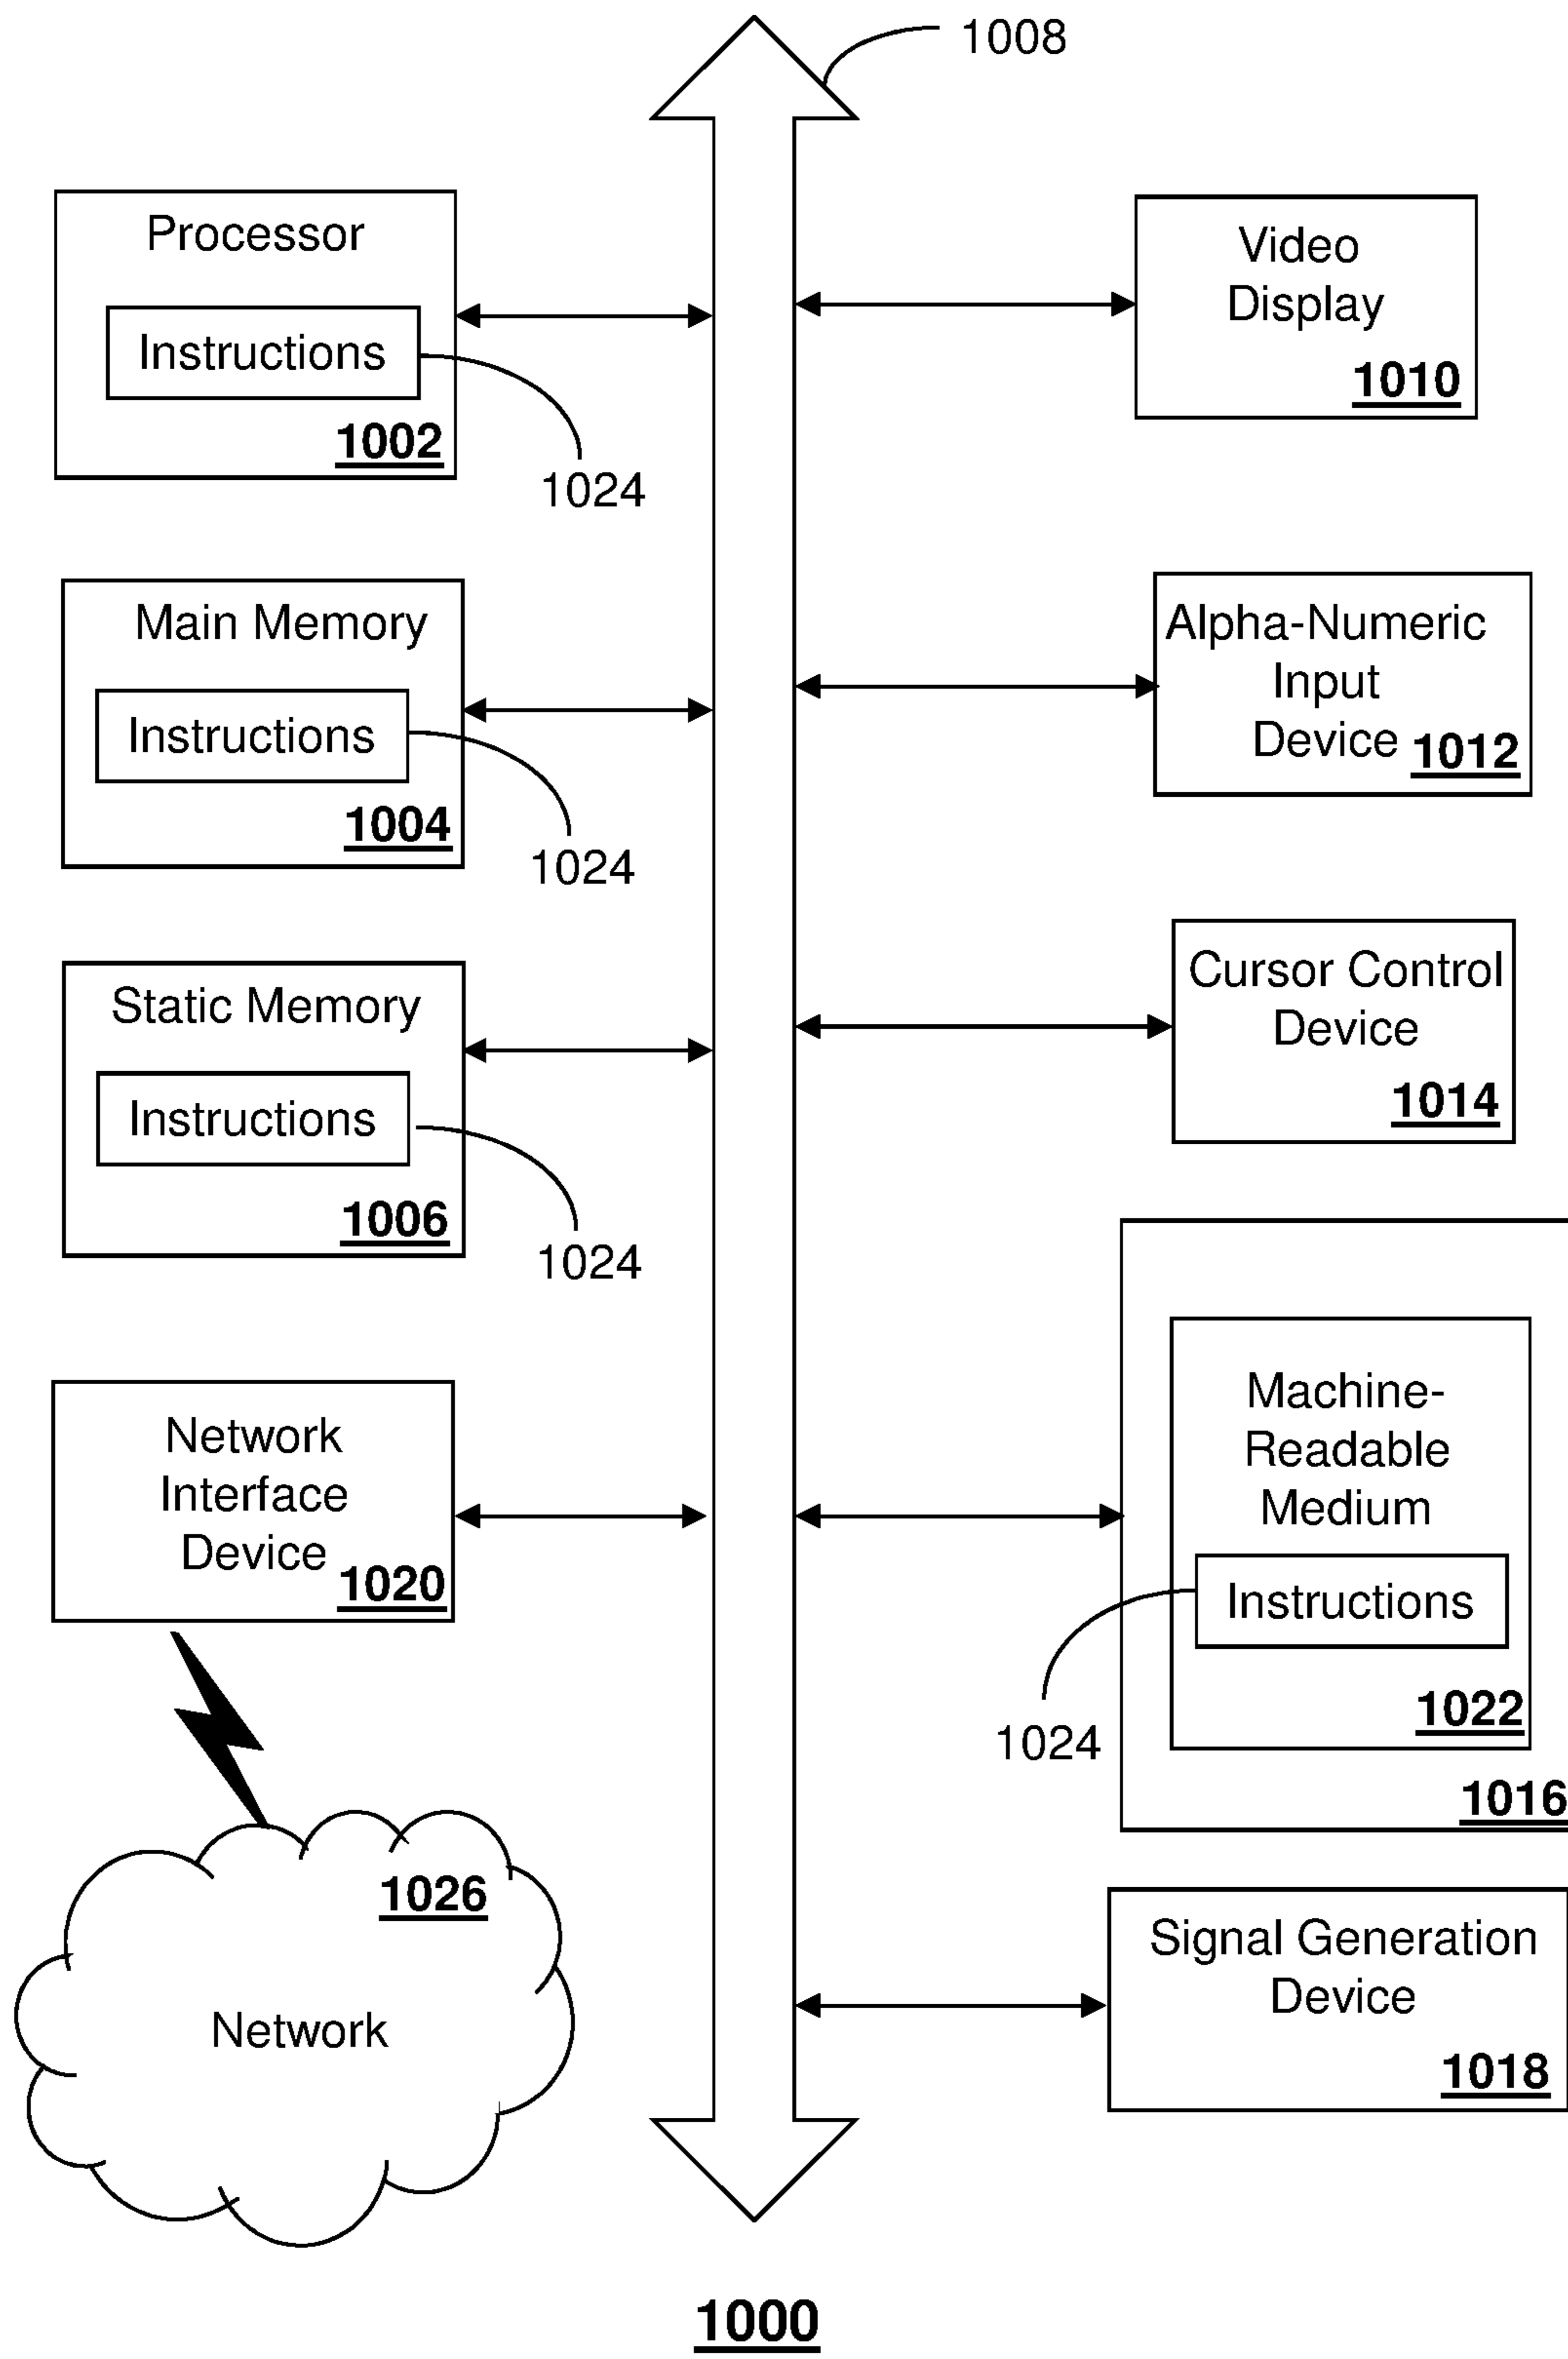 1008
Processor
Instructions
1002
1024
Main Memory
Instructions
1004
1024
Static Memory
Instructions
1006
1024
Network
Interface
Device
1020
1026
Network
Video
Display
1010
Alpha-Numeric
Input
Device 1012
Cursor Control
Device
1014
Machine-
Readable
Medium
Instructions
1022
1024
1016
Signal Generation
Device
1018
1000